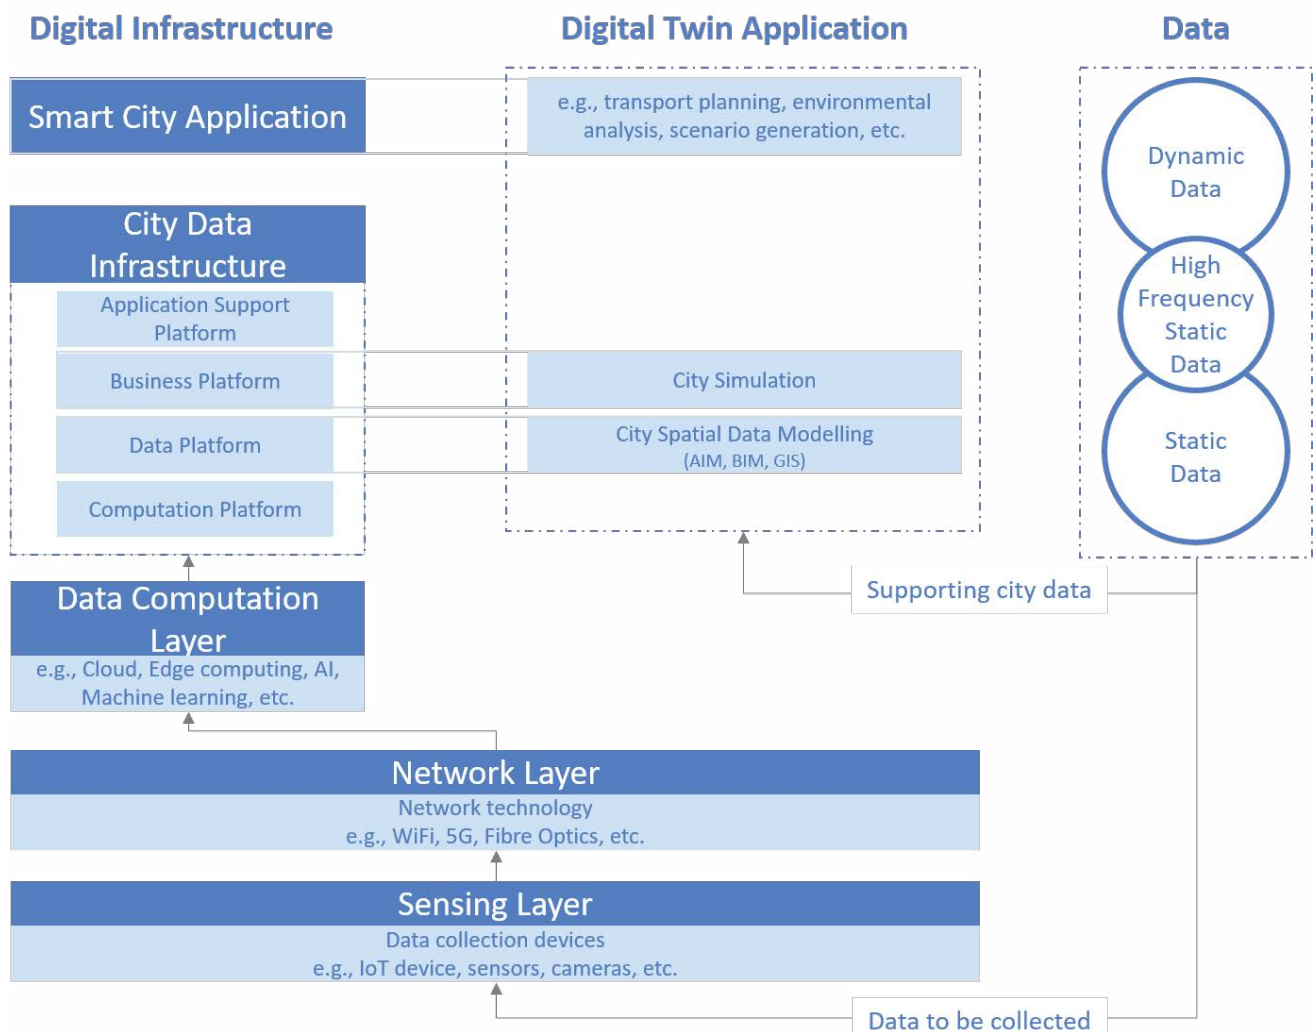 Digital Infrastructure
Digital Twin Application
Data
Smart City Application
e.g., transport planning, environmental
analysis, scenario generation, etc.
City Data
Infrastructure
Application Support
Platform
Business Platform
City Simulation
Data Platform
City Spatial Data Modelling
(AIM, BIM, GIS)
Computation Platform
Dynamic
Data
High
Frequency
Static
Data
Static
Data
Supporting city data
Data Computation
Layer
e.g., Cloud, Edge computing, AI,
Machine learning, etc.
Network Layer
Network technology
e.g., WiFi, 5G, Fibre Optics, etc.
Sensing Layer
Data collection devices
e.g., IoT device, sensors, cameras, etc.
Data to be collected